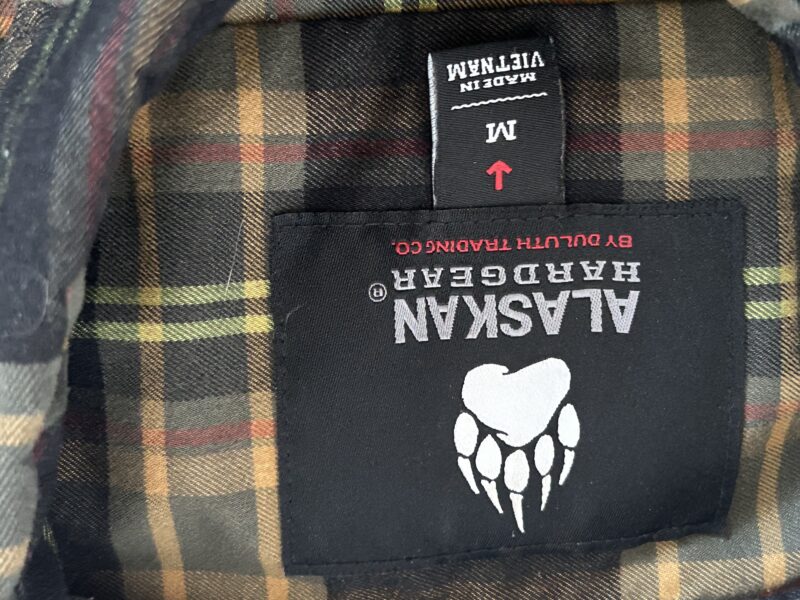 ALASKAN
HARDGEAR®
BY DULUTH TRADING CO.
M
MADE IN
VIETNAM